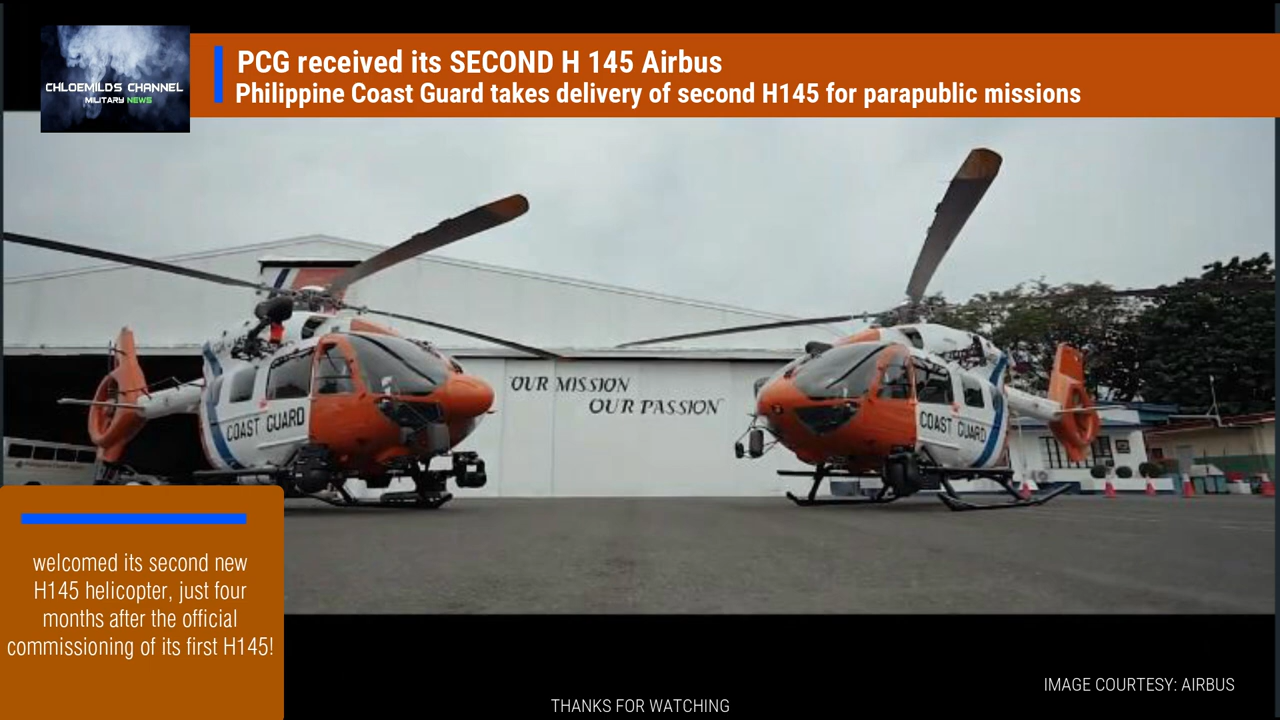 CHLOEMILDS CHANNEL
MILITARY NEWS
PCG received its SECOND H 145 Airbus
Philippine Coast Guard takes delivery of second H145 for parapublic missions
OUR MISSION
OUR PASSION
COAST GUARD
COAST GUARD
welcomed its second new
H145 helicopter, just four
months after the official
commissioning of its first H145!
IMAGE COURTESY: AIRBUS
THANKS FOR WATCHING